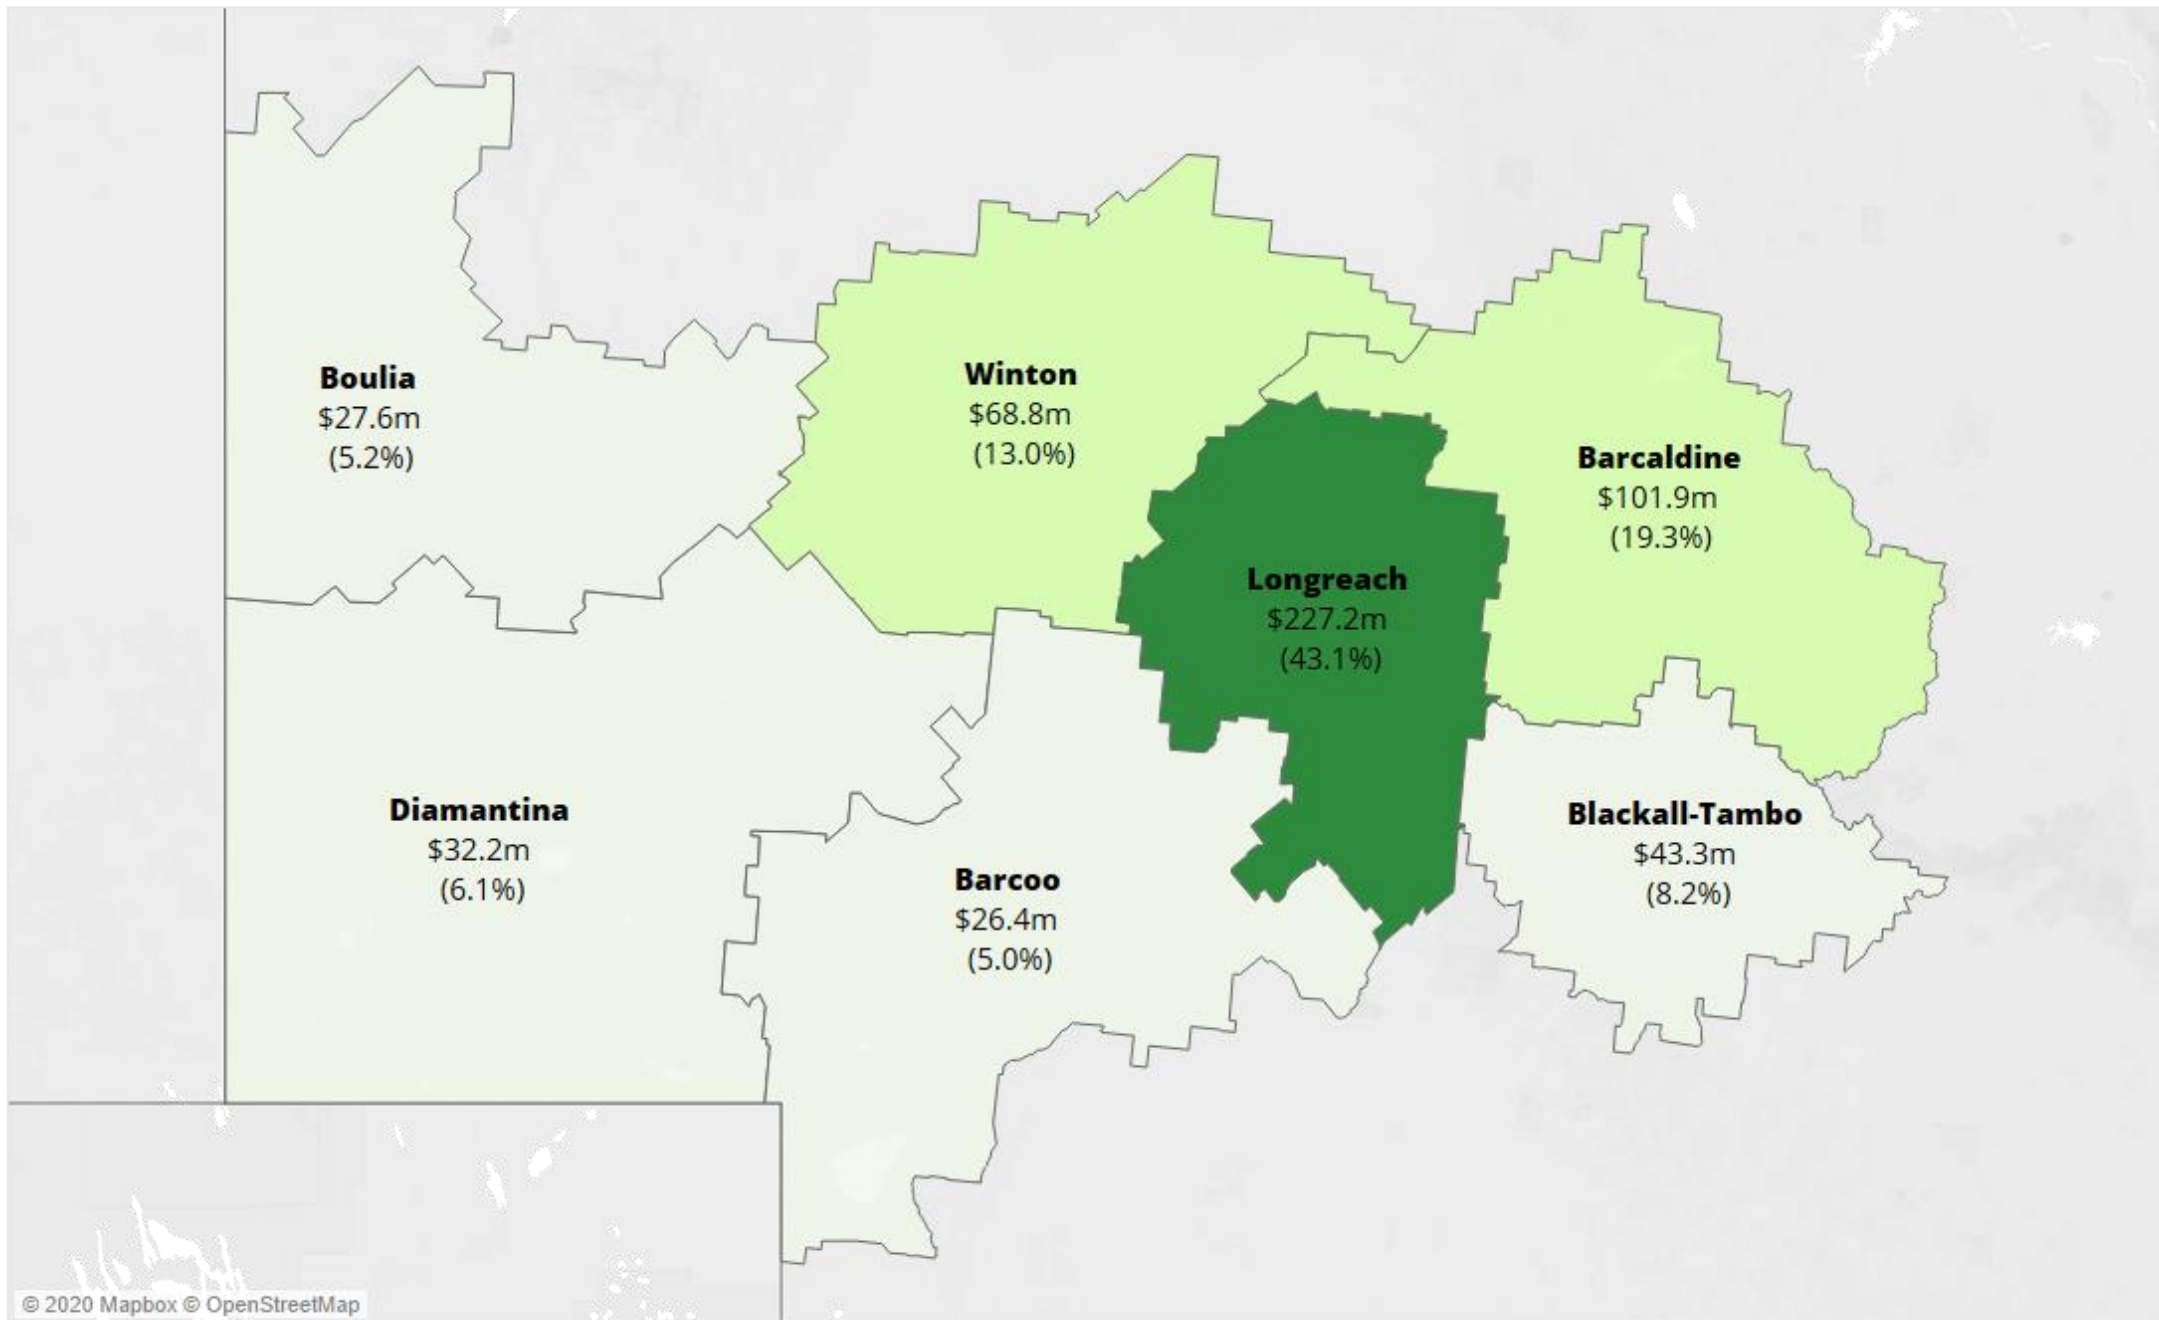 Boulia
$27.6m
(5.2%)
Winton
$68.8m
(13.0%)
Barcaldine
$101.9m
(19.3%)
Longreach
$227.2m
(43.1%)
Diamantina
$32.2m
(6.1%)
Barcoo
$26.4m
(5.0%)
Blackall-Tambo
$43.3m
(8.2%)
© 2020 Mapbox © OpenStreetMap